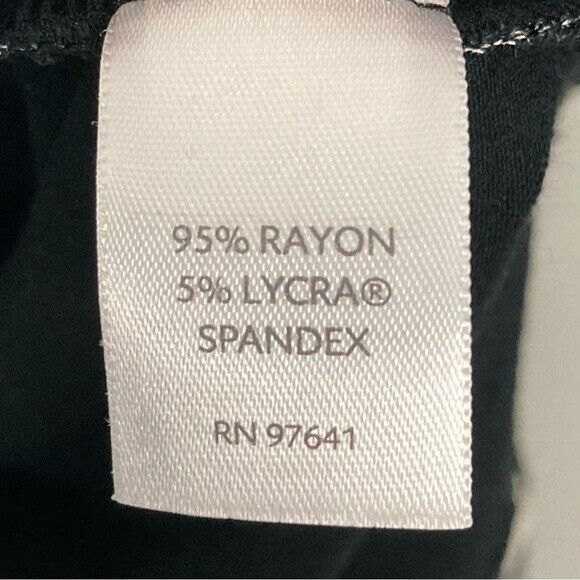 95% RAYON
5% LYCRA®
SPANDEX
RN 97641